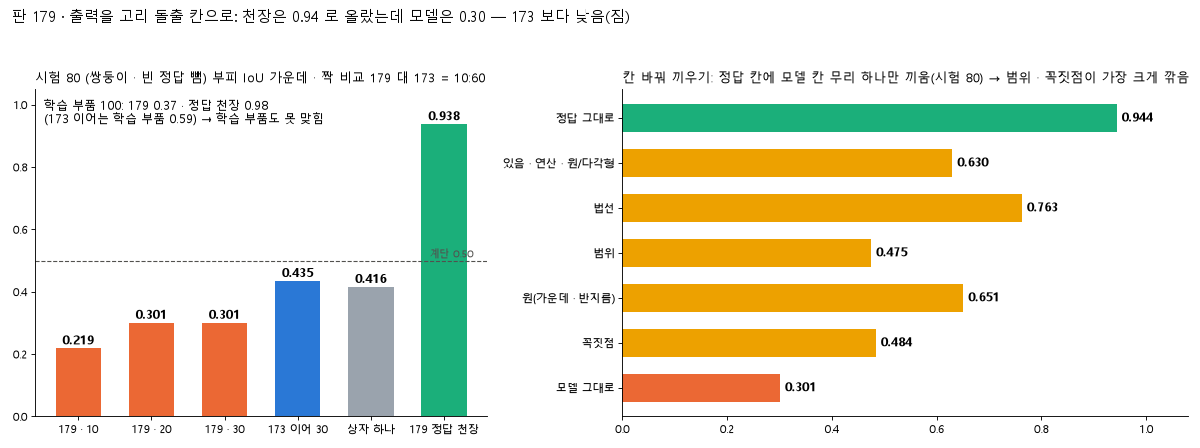 판 179 · 출력을 고리 돌출 칸으로: 천장은 0.94 로 올랐는데 모델은 0.30 — 173 보다 낮음(짐)
시험 80 (쌍둥이 · 빈 정답 뺌) 부피 IoU 가운데 · 짝 비교 179 대 173 = 10:60
학습 부품 100: 179 0.37 · 정답 천장 0.98
(173 이어는 학습 부품 0.59) → 학습 부품도 못 맞힘
1.0
0.8
0.6
0.4
0.2
0.0
0.219
0.301
0.301
0.435
0.416
0.938
계단 0.50
179 · 10
179 · 20
179 · 30
173 이어 30
상자 하나
179 정답 천장
칸 바꿔 끼우기: 정답 칸에 모델 칸 무리 하나만 끼움(시험 80) → 범위 · 꼭짓점이 가장 크게 깎음
정답 그대로 0.944
있음 · 연산 · 원/다각형 0.630
법선 0.763
범위 0.475
원(가운데 · 반지름) 0.651
꼭짓점 0.484
모델 그대로 0.301
0.0 0.2 0.4 0.6 0.8 1.0